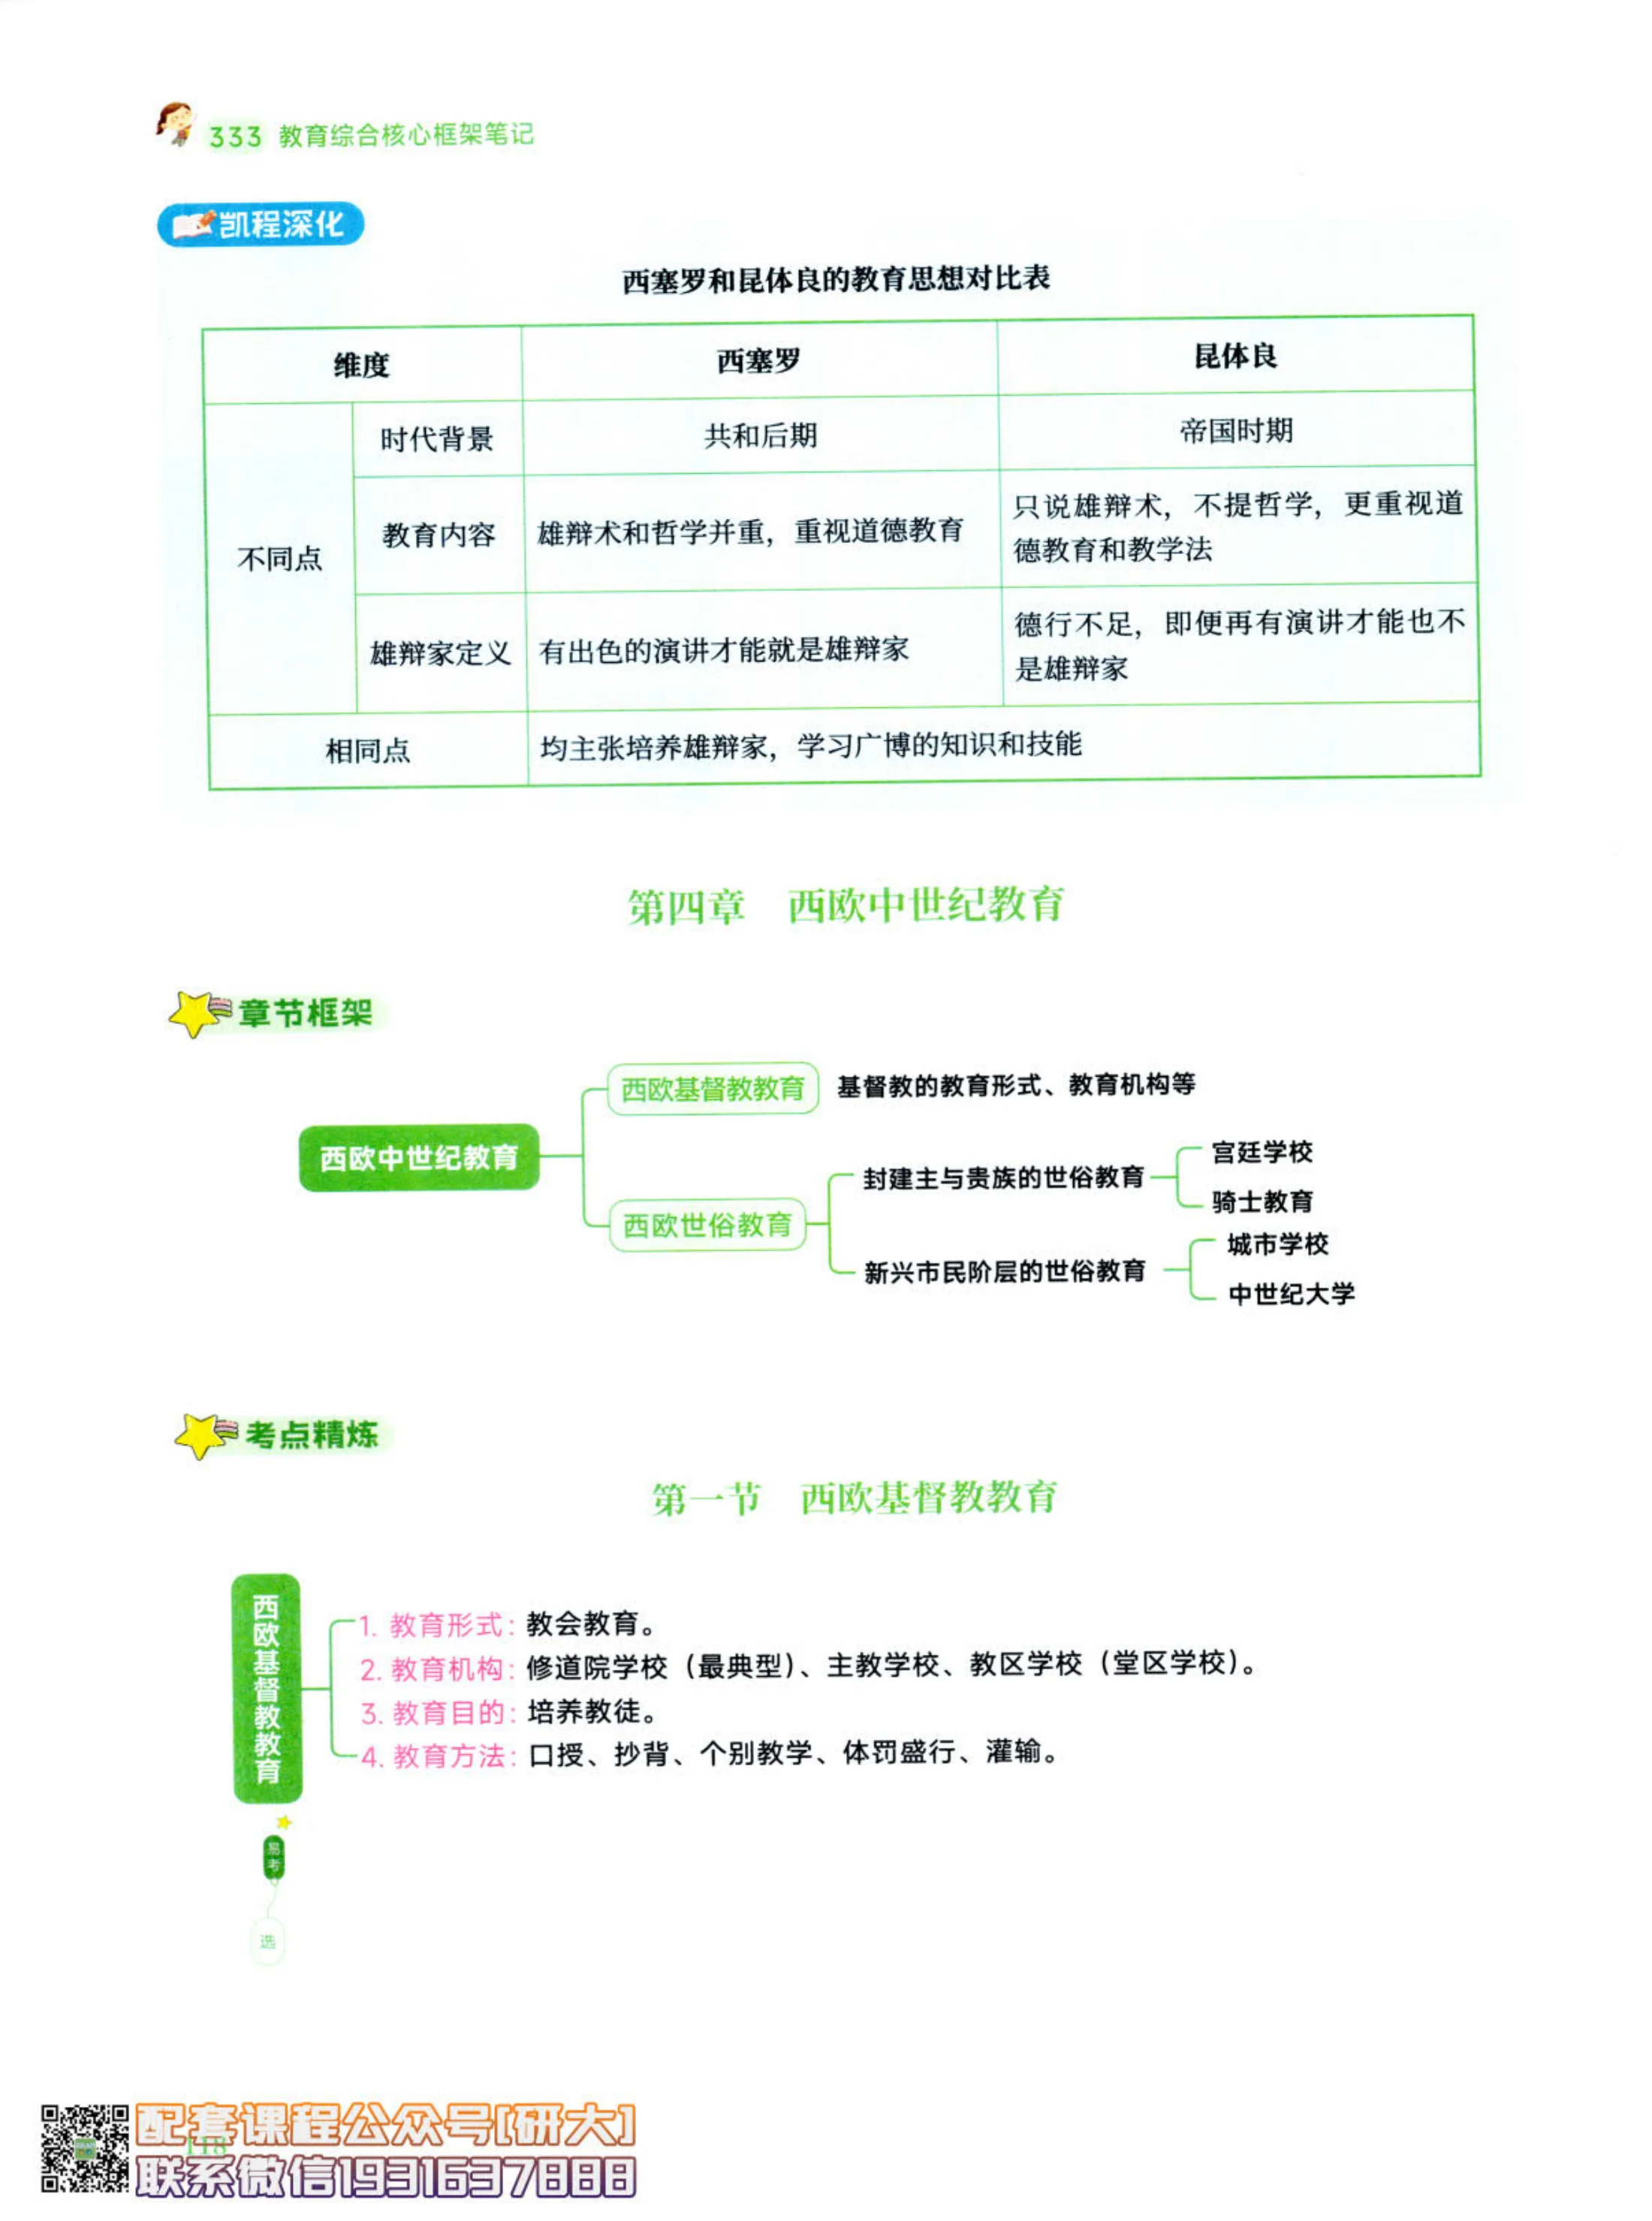 333 教育综合核心框架笔记
凯程深化
西塞罗和昆体良的教育思想对比表
维度 西塞罗 昆体良
不同点 时代背景 共和后期 帝国时期
教育内容 雄辩术和哲学并重，重视道德教育 只说雄辩术，不提哲学，更重视道
德教育和教学法
雄辩家定义 有出色的演讲才能就是雄辩家 德行不足，即便再有演讲才能也不
是雄辩家
相同点 均主张培养雄辩家，学习广博的知识和技能
第四章 西欧中世纪教育
章节框架
西欧中世纪教育
西欧基督教教育 基督教的教育形式、教育机构等
西欧世俗教育
封建主与贵族的世俗教育
宫廷学校
骑士教育
新兴市民阶层的世俗教育
城市学校
中世纪大学
考点精炼
第一节 西欧基督教教育
西欧基督教教育
1. 教育形式：教会教育。
2. 教育机构：修道院学校（最典型）、主教学校、教区学校（堂区学校）。
3. 教育目的：培养教徒。
4. 教育方法：口授、抄背、个别教学、体罚盛行、灌输。
易考
选
118
配套课程公众号[研大]
联系微信1931637888